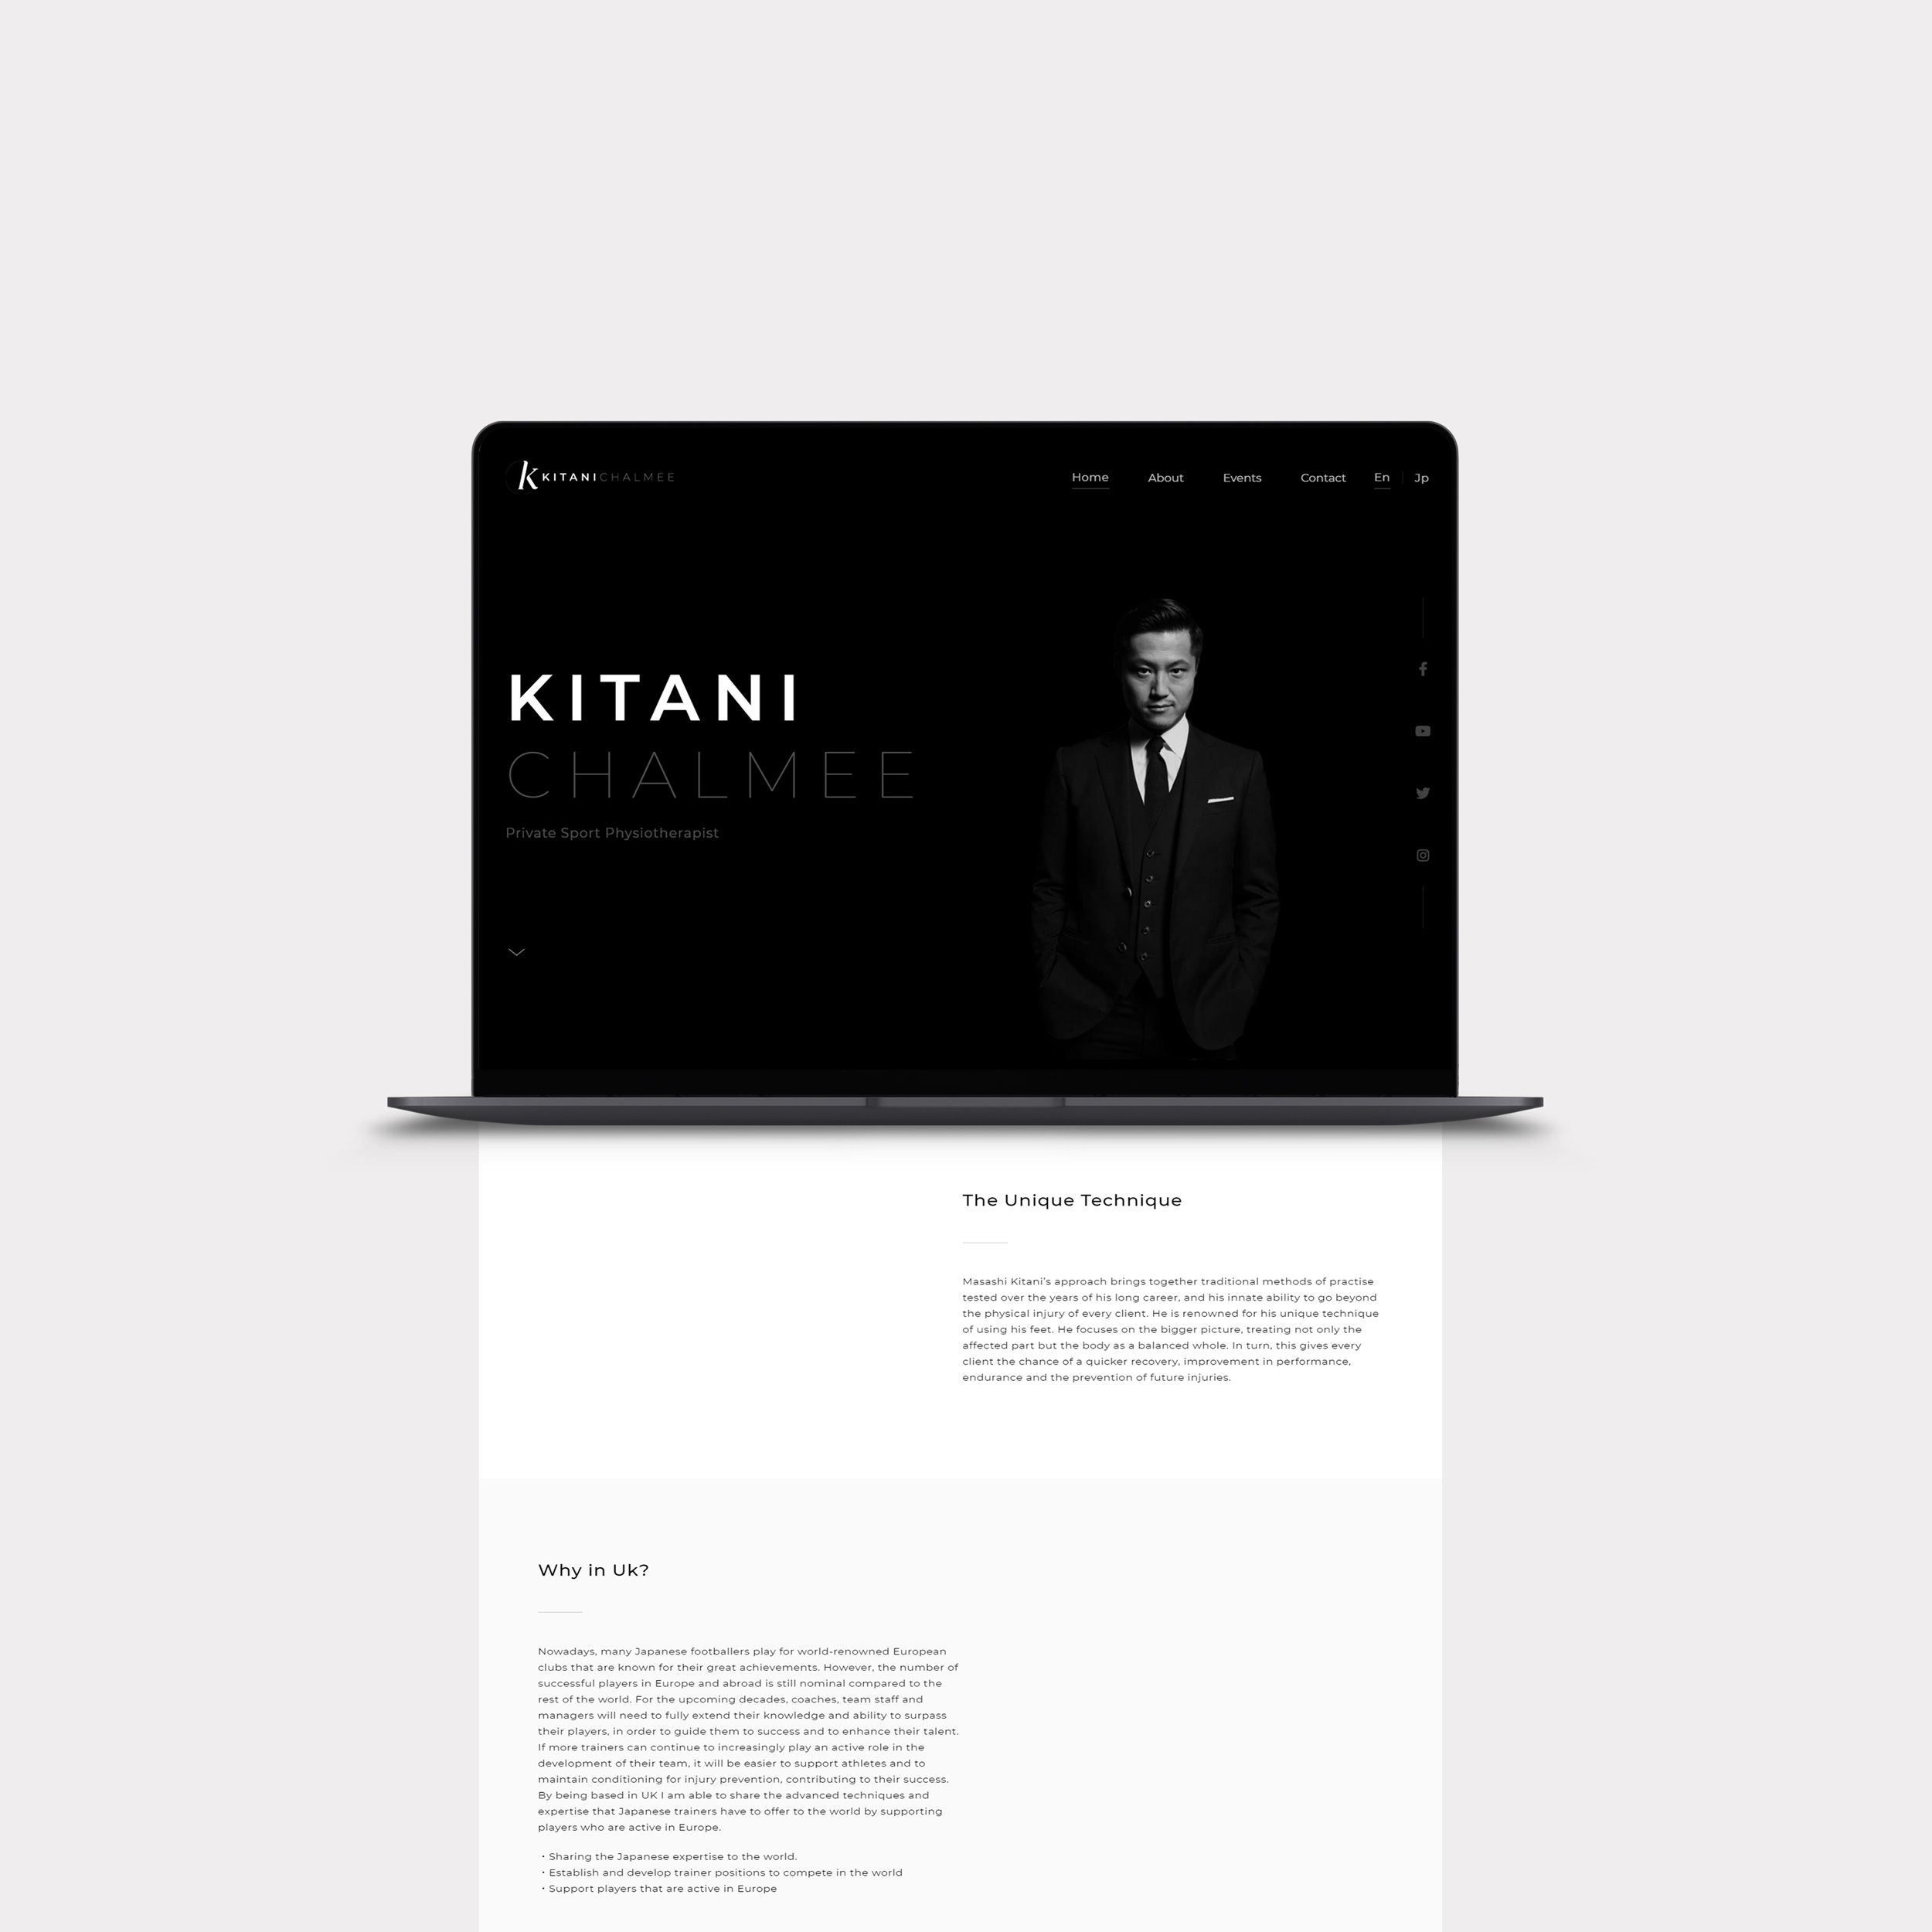 k KITANICHALMEE
Home About Events Contact En | Jp
KITANI
CHALMEE
Private Sport Physiotherapist
The Unique Technique
Masashi Kitani's approach brings together traditional methods of practise
tested over the years of his long career, and his innate ability to go beyond
the physical injury of every client. He is renowned for his unique technique
of using his feet. He focuses on the bigger picture, treating not only the
affected part but the body as a balanced whole. In turn, this gives every
client the chance of a quicker recovery, improvement in performance,
endurance and the prevention of future injuries.
Why in Uk?
Nowadays, many Japanese footballers play for world-renowned European
clubs that are known for their great achievements. However, the number of
successful players in Europe and abroad is still nominal compared to the
rest of the world. For the upcoming decades, coaches, team staff and
managers will need to fully extend their knowledge and ability to surpass
their players, in order to guide them to success and to enhance their talent.
If more trainers can continue to increasingly play an active role in the
development of their team, it will be easier to support athletes and to
maintain conditioning for injury prevention, contributing to their success.
By being based in UK I am able to share the advanced techniques and
expertise that Japanese trainers have to offer to the world by supporting
players who are active in Europe.
・Sharing the Japanese expertise to the world.
・Establish and develop trainer positions to compete in the world
・Support players that are active in Europe